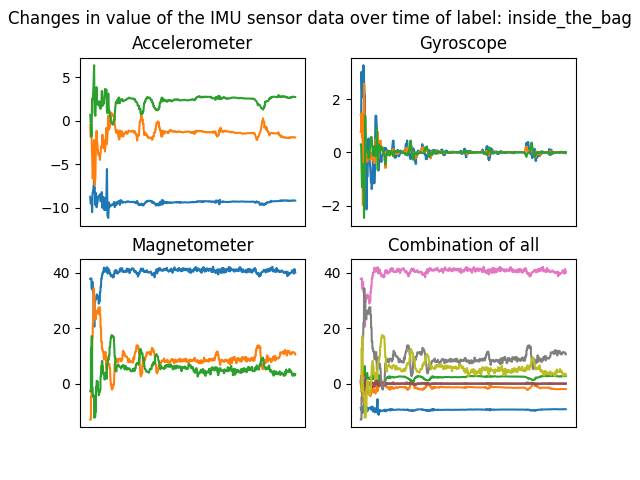 Changes in value of the IMU sensor data over time of label: inside_the_bag
Accelerometer
Gyroscope
5
0
−5
−10
2
0
−2
Magnetometer
Combination of all
40
20
0
40
20
0